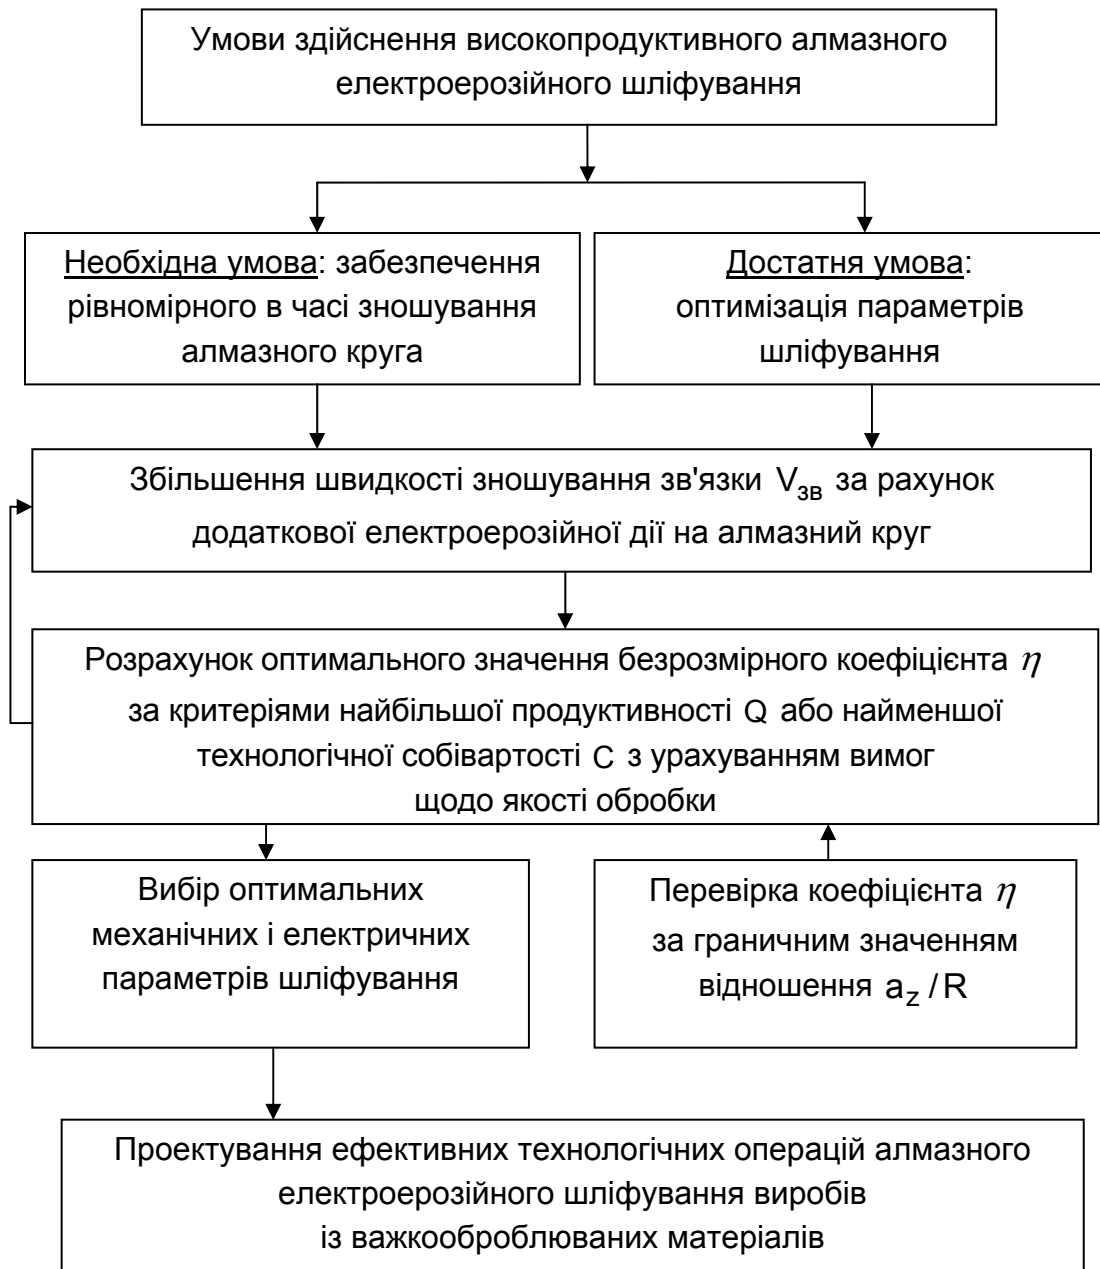 Умови здійснення високопродуктивного алмазного
електроерозійного шліфування
Необхідна умова: забезпечення
рівномірного в часі зношування
алмазного круга
Достатня умова:
оптимізація параметрів
шліфування
Збільшення швидкості зношування зв'язки Vзв за рахунок
додаткової електроерозійної дії на алмазний круг
Розрахунок оптимального значення безрозмірного коефіцієнта η
за критеріями найбільшої продуктивності Q або найменшої
технологічної собівартості C з урахуванням вимог
щодо якості обробки
Вибір оптимальних
механічних і електричних
параметрів шліфування
Перевірка коефіцієнта η
за граничним значенням
відношення az / R
Проектування ефективних технологічних операцій алмазного
електроерозійного шліфування виробів
із важкооброблюваних матеріалів